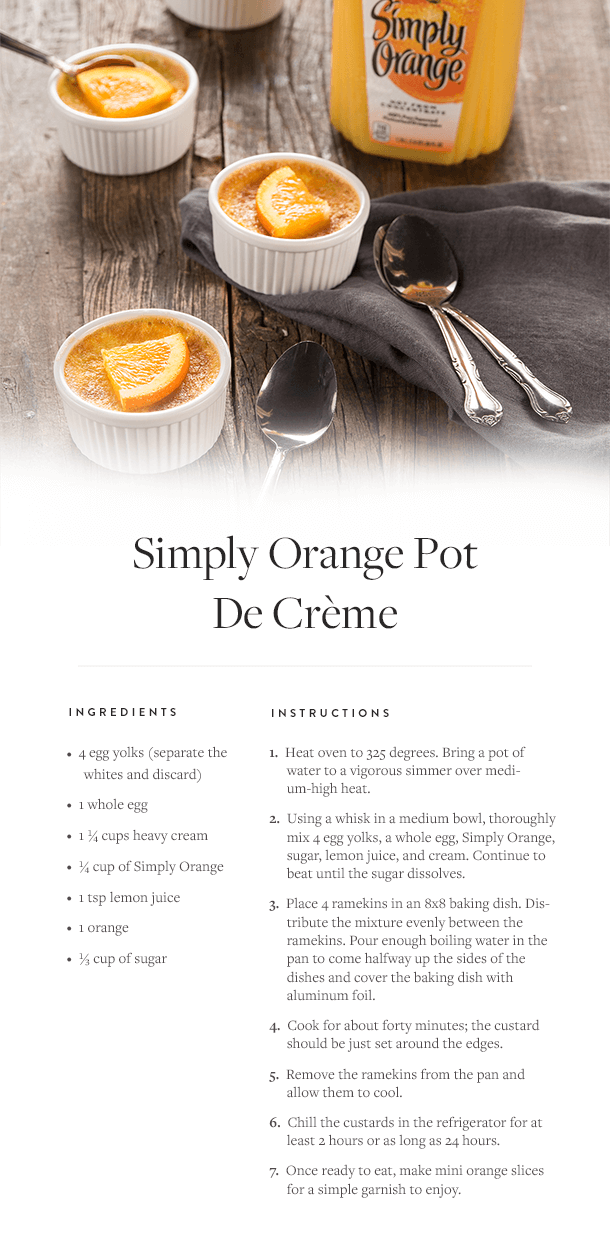 Simply
Orange
NOT FROM
CONCENTRATE
Simply Orange Pot
De Crème
INGREDIENTS
• 4 egg yolks (separate the
whites and discard)
• 1 whole egg
• 1 ¼ cups heavy cream
• ¼ cup of Simply Orange
• 1 tsp lemon juice
• 1 orange
• ⅓ cup of sugar
INSTRUCTIONS
1. Heat oven to 325 degrees. Bring a pot of
water to a vigorous simmer over medi-
um-high heat.
2. Using a whisk in a medium bowl, thoroughly
mix 4 egg yolks, a whole egg, Simply Orange,
sugar, lemon juice, and cream. Continue to
beat until the sugar dissolves.
3. Place 4 ramekins in an 8x8 baking dish. Dis-
tribute the mixture evenly between the
ramekins. Pour enough boiling water in the
pan to come halfway up the sides of the
dishes and cover the baking dish with
aluminum foil.
4. Cook for about forty minutes; the custard
should be just set around the edges.
5. Remove the ramekins from the pan and
allow them to cool.
6. Chill the custards in the refrigerator for at
least 2 hours or as long as 24 hours.
7. Once ready to eat, make mini orange slices
for a simple garnish to enjoy.